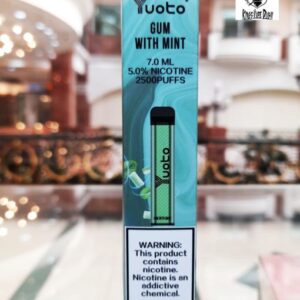 Yuoto
GUM
WITH MINT
7.0 ML
5.0% NICOTINE
2500PUFFS
Yuoto
WARNING:
This product
contains
nicotine.
Nicotine is an
addictive
chemical.